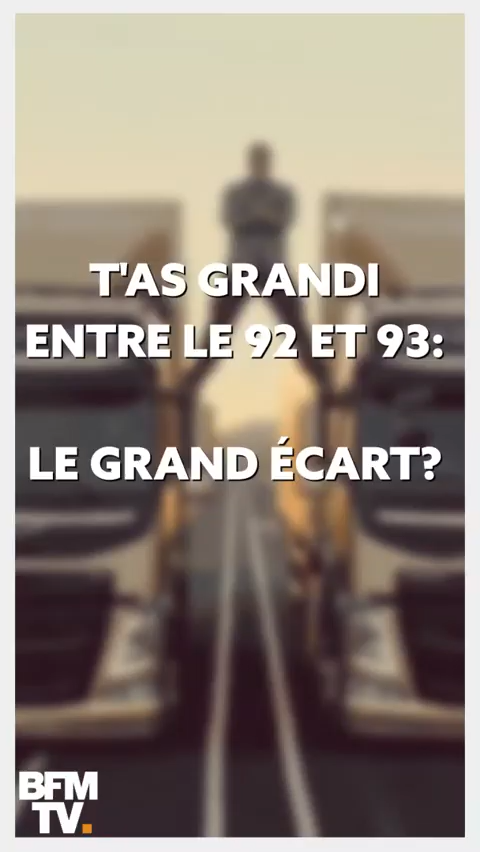 T'AS GRANDI
ENTRE LE 92 ET 93:
LE GRAND ÉCART?
BFM
TV.